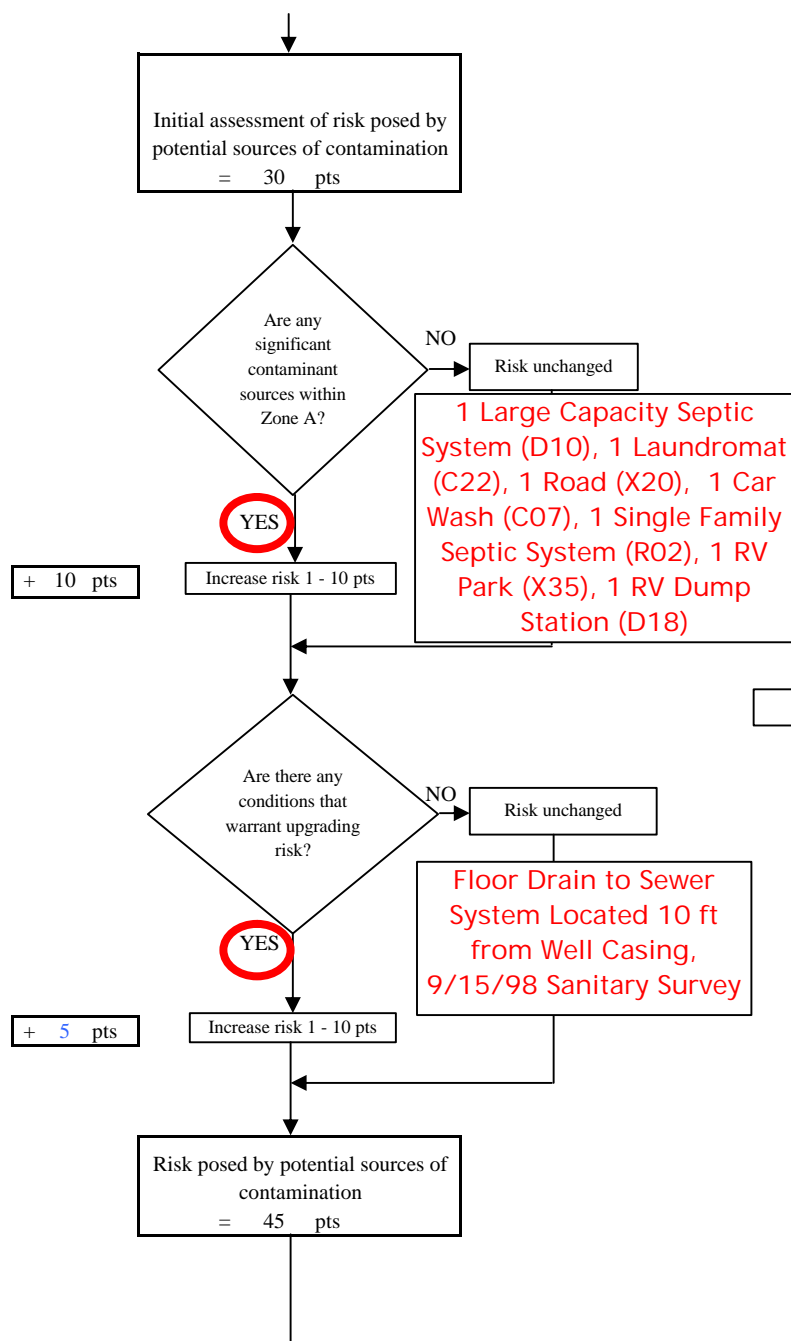 Initial assessment of risk posed by
potential sources of contamination
= 30 pts
Are any
significant
contaminant
sources within
Zone A?
NO
Risk unchanged
1 Large Capacity Septic
System (D10), 1 Laundromat
(C22), 1 Road (X20), 1 Car
Wash (C07), 1 Single Family
Septic System (R02), 1 RV
Park (X35), 1 RV Dump
Station (D18)
YES
+ 10 pts
Increase risk 1 - 10 pts
Are there any
conditions that
warrant upgrading
risk?
NO
Risk unchanged
Floor Drain to Sewer
System Located 10 ft
from Well Casing,
9/15/98 Sanitary Survey
YES
+ 5 pts
Increase risk 1 - 10 pts
Risk posed by potential sources of
contamination
= 45 pts